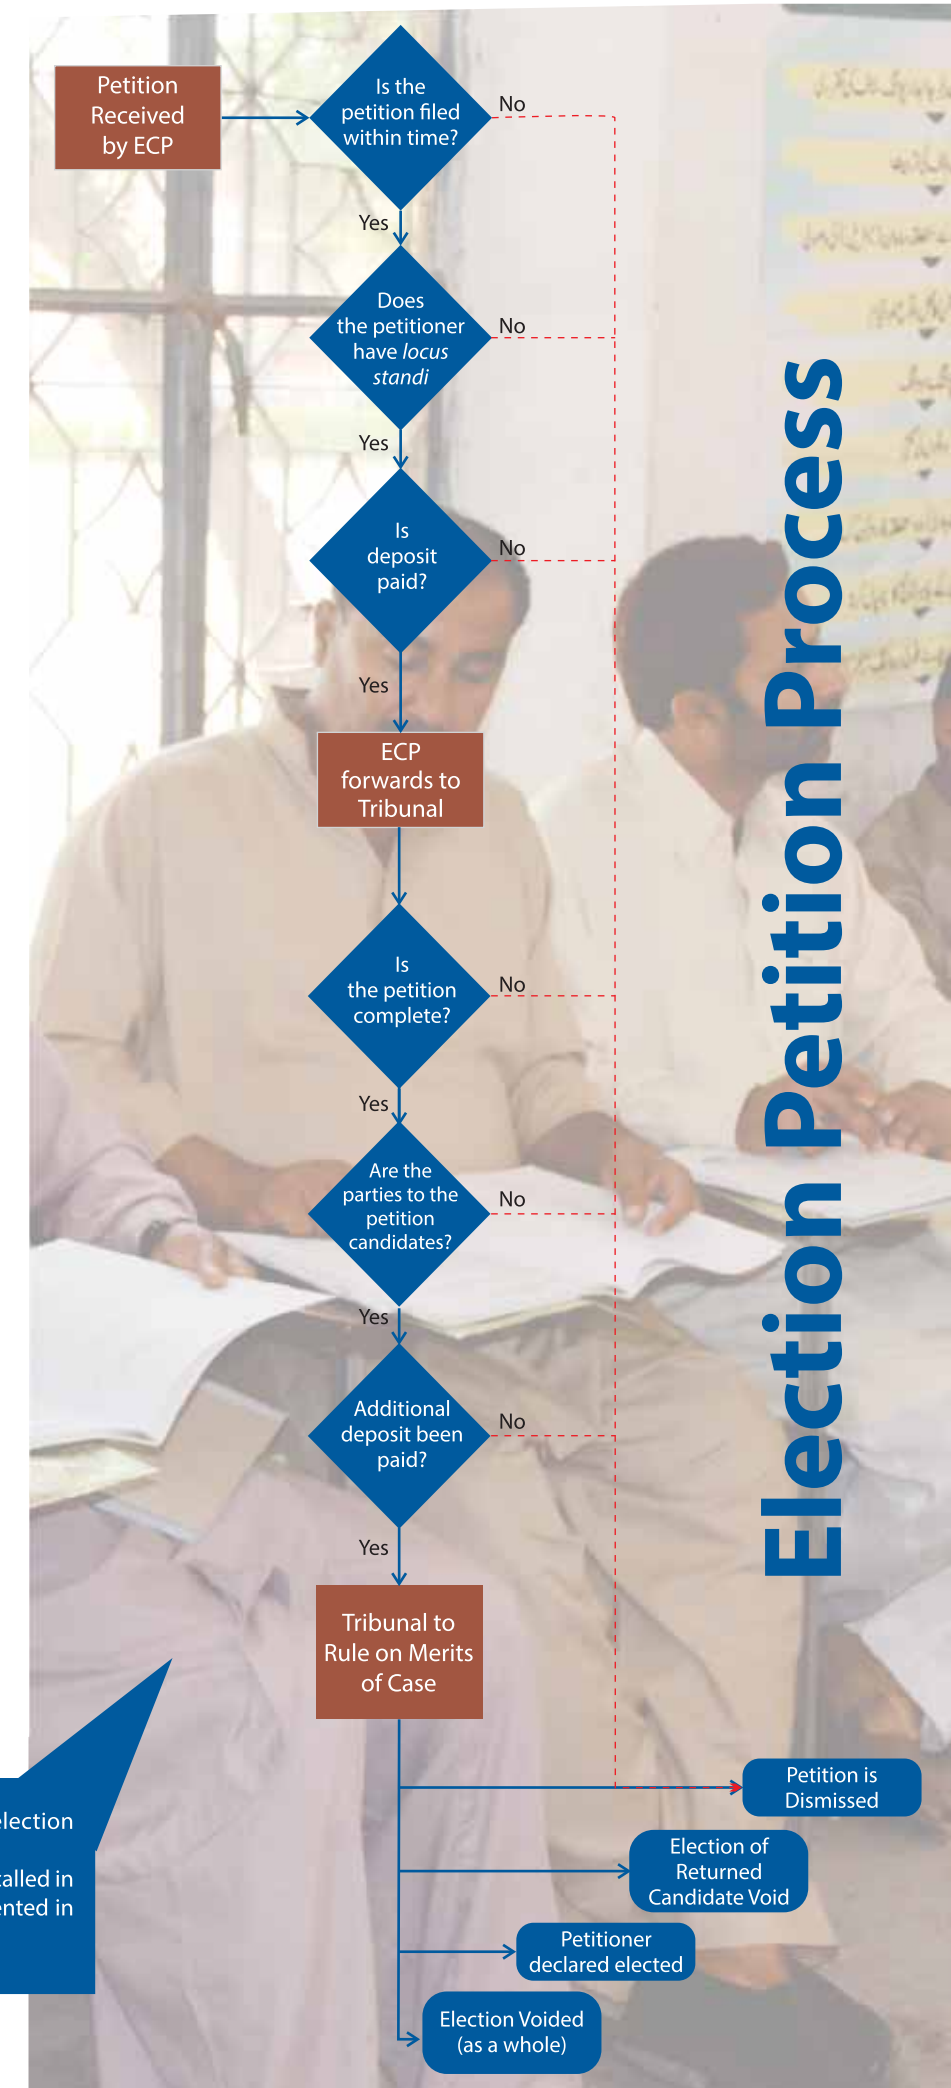 Petition
Received
by ECP
Is the
petition filed
within time?
No
Yes
Does
the petitioner
have locus
standi
No
Yes
Is
deposit
paid?
No
Yes
ECP
forwards to
Tribunal
Is
the petition
complete?
No
Yes
Are the
parties to the
petition
candidates?
No
Yes
Additional
deposit been
paid?
No
Yes
Tribunal to
Rule on Merits
of Case
Petition is
Dismissed
Election of
Returned
Candidate Void
Petitioner
declared elected
Election Voided
(as a whole)
Election Petition Process
in
in